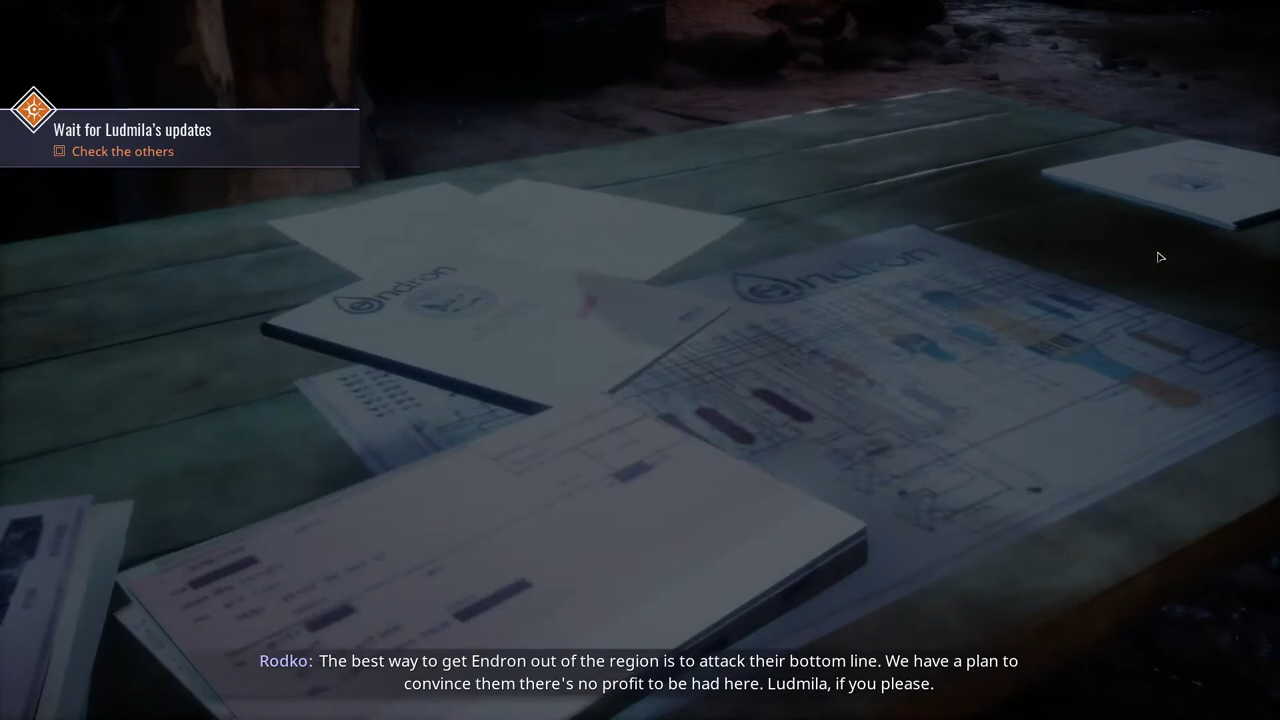 Wait for Ludmila's updates
Check the others
Endron
Endron
Rodko: The best way to get Endron out of the region is to attack their bottom line. We have a plan to
convince them there's no profit to be had here. Ludmila, if you please.